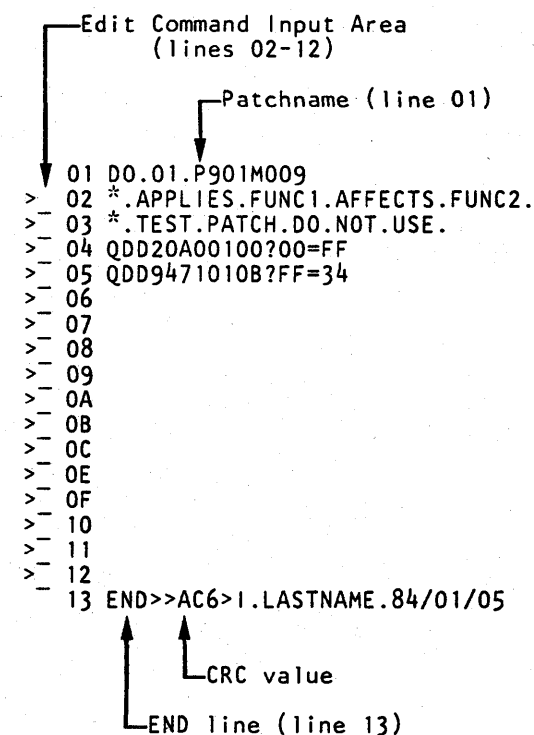 Edit Command Input Area
(lines 02-12)
Patchname (line 01)
01 DO.01.P901M009
>_ 02 *.APPLIES.FUNC1.AFFECTS.FUNC2.
>_ 03 *.TEST.PATCH.DO.NOT.USE.
>_ 04 QDD20A00100?00=FF
>_ 05 QDD9471010B?FF=34
>_ 06
>_ 07
>_ 08
>_ 09
>_ 0A
>_ 0B
>_ 0C
>_ 0E
>_ 0F
>_ 10
>_ 11
>_ 12
13 END>>AC6>I.LASTNAME.84/01/05
CRC value
END line (line 13)